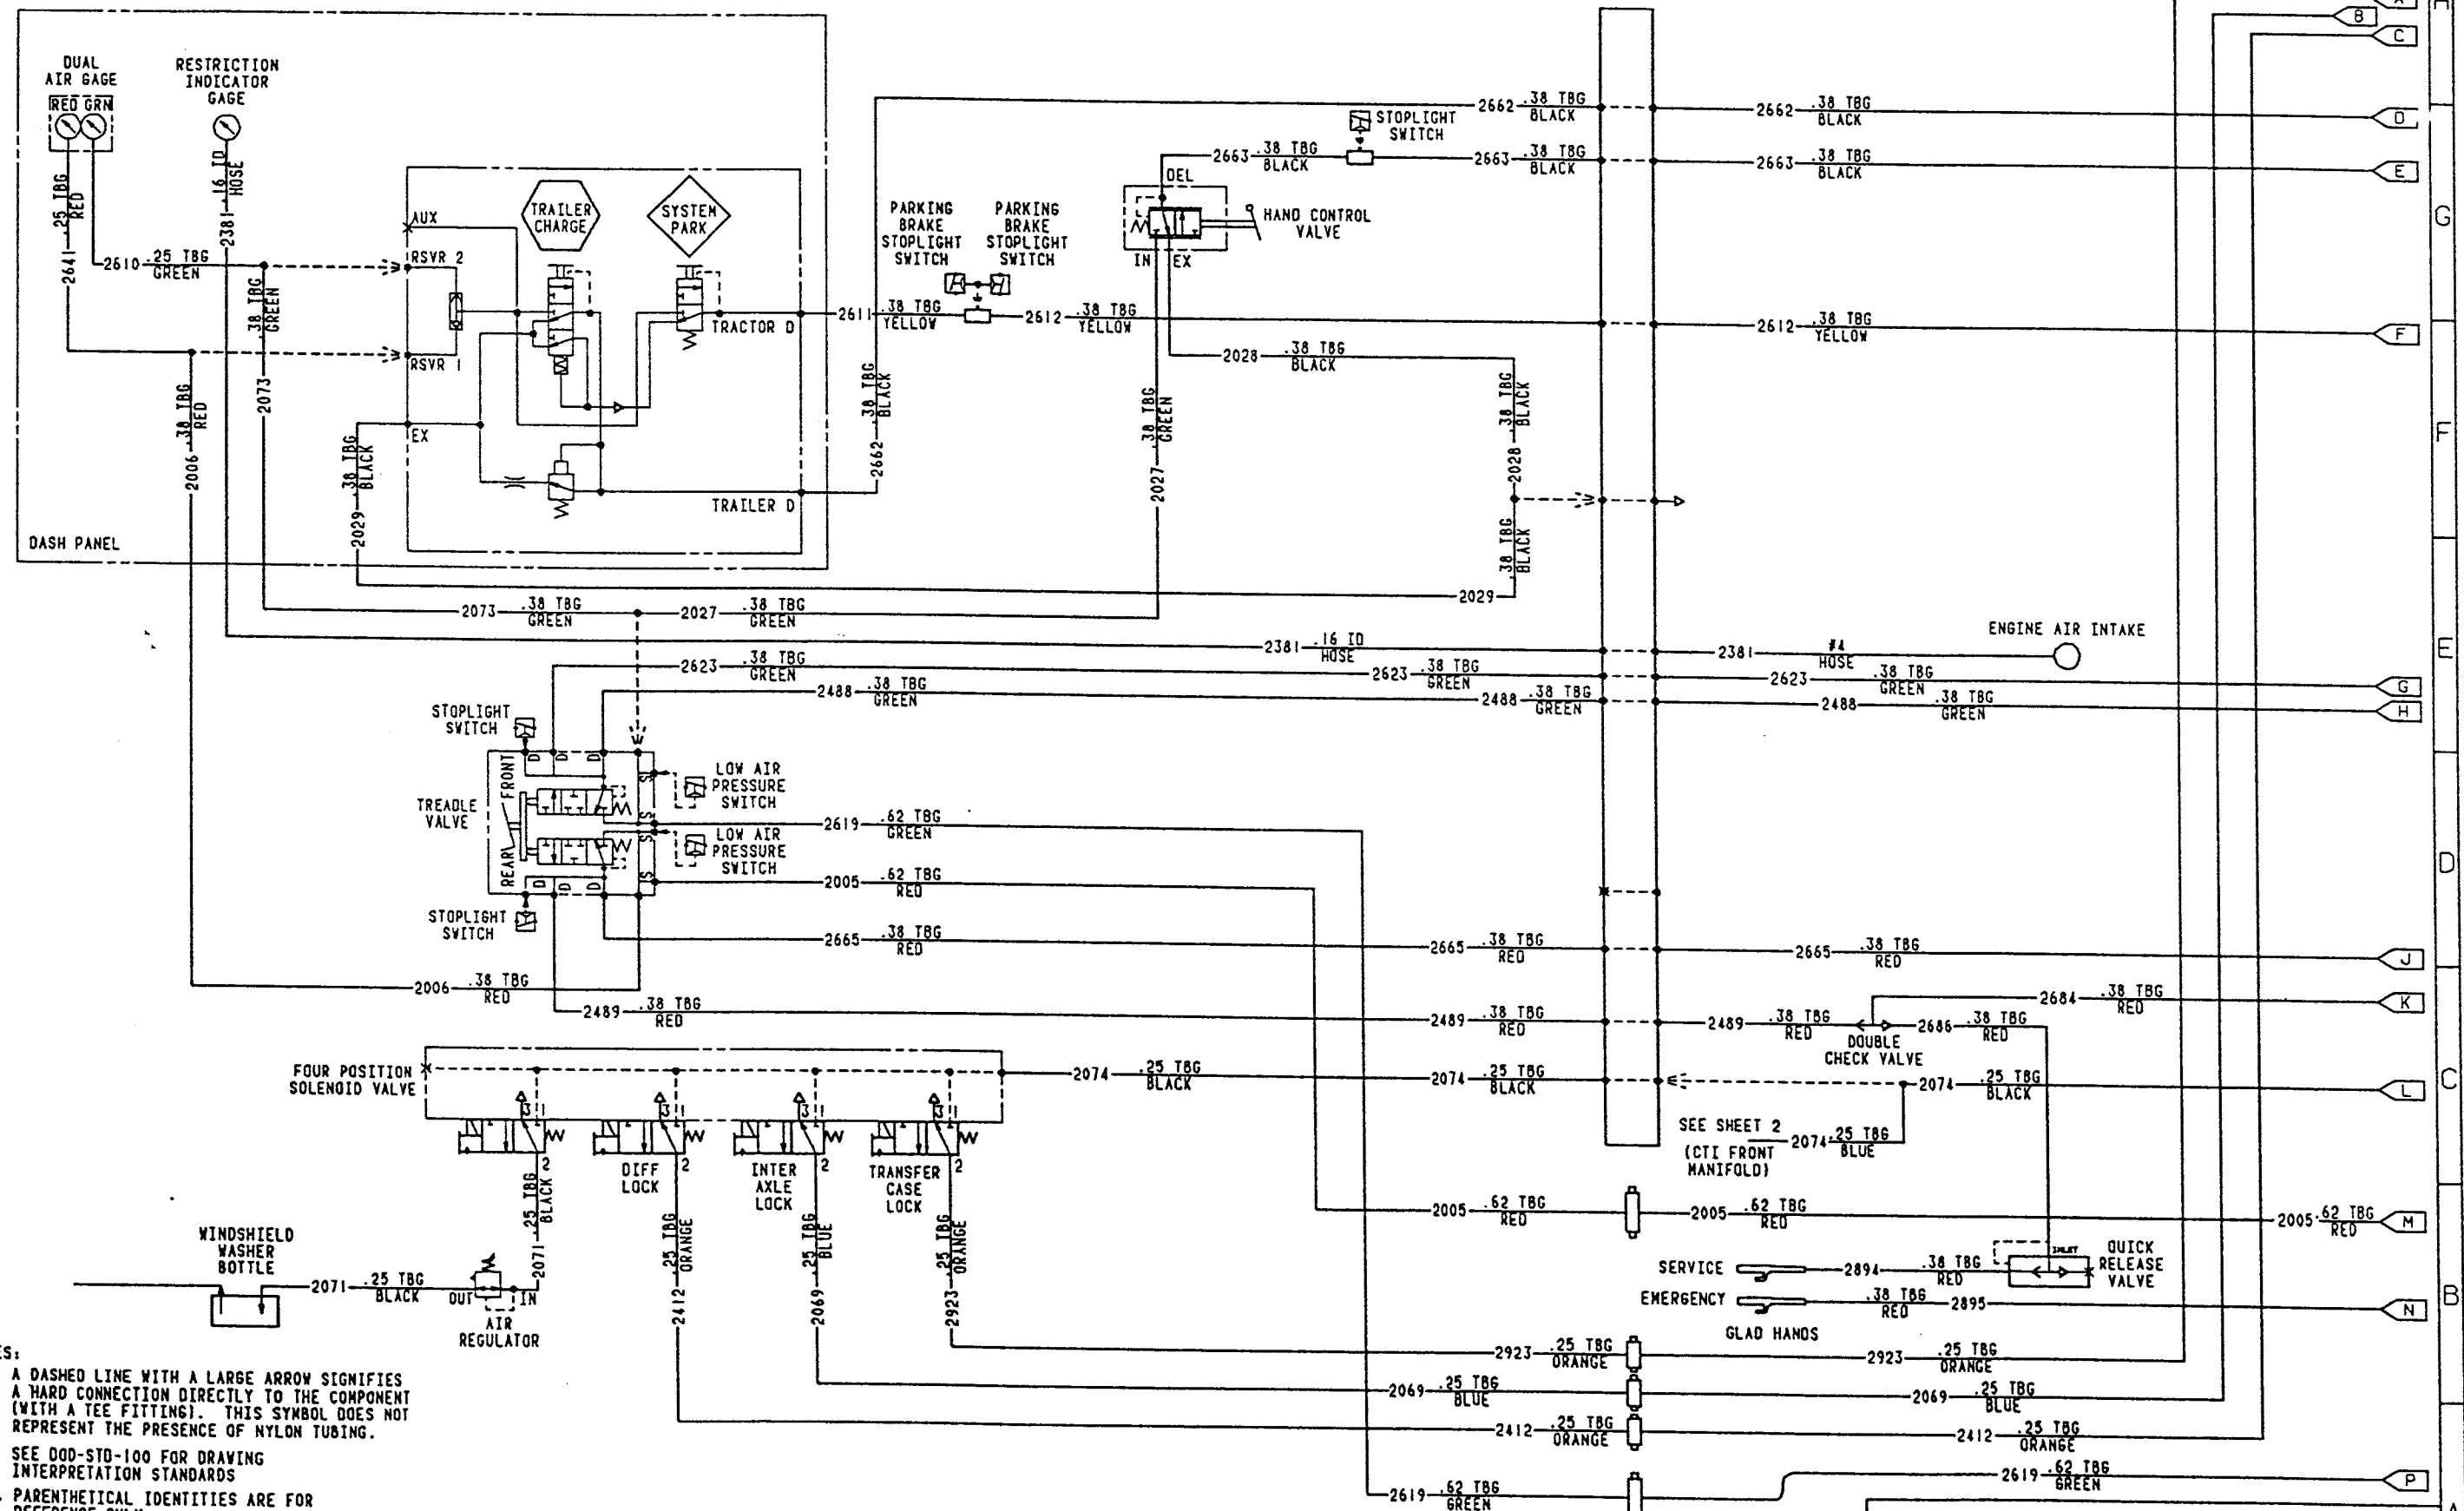 A
B
C
H
DUAL
AIR GAGE
RED GRN
RESTRICTION
INDICATOR
GAGE
.25 TBG
RED
2641
.16 ID
HOSE
2381
2610 .25 TBG
GREEN
.38 TBG
GREEN
2073
.38 TBG
RED
2006
AUX
RSVR 2
RSVR 1
EX
TRAILER
CHARGE
SYSTEM
PARK
TRACTOR D
TRAILER D
.38 TBG
BLACK
2029
DASH PANEL
2662 .38 TBG
BLACK
2662 .38 TBG
BLACK
D
STOPLIGHT
SWITCH
2663 .38 TBG
BLACK
2663 .38 TBG
BLACK
2663 .38 TBG
BLACK
E
DEL
HAND CONTROL
VALVE
IN EX
G
PARKING
BRAKE
STOPLIGHT
SWITCH
PARKING
BRAKE
STOPLIGHT
SWITCH
2611 .38 TBG
YELLOW
2612 .38 TBG
YELLOW
2612 .38 TBG
YELLOW
F
2028 .38 TBG
BLACK
.38 TBG
BLACK
2662
.38 TBG
GREEN
2027
.38 TBG
BLACK
2028
.38 TBG
BLACK
F
2029
2073 .38 TBG
GREEN
2027 .38 TBG
GREEN
2381 .16 ID
HOSE
2381 #4
HOSE
ENGINE AIR INTAKE
E
2623 .38 TBG
GREEN
2623 .38 TBG
GREEN
2623 .38 TBG
GREEN
G
2488 .38 TBG
GREEN
2488 .38 TBG
GREEN
2488 .38 TBG
GREEN
H
STOPLIGHT
SWITCH
D D D
FRONT
S
LOW AIR
PRESSURE
SWITCH
TREADLE
VALVE
S
2619 .62 TBG
GREEN
S
LOW AIR
PRESSURE
SWITCH
REAR
D D D
S
2005 .62 TBG
RED
D
STOPLIGHT
SWITCH
2665 .38 TBG
RED
2665 .38 TBG
RED
2665 .38 TBG
RED
J
2006 .38 TBG
RED
2684 .38 TBG
RED
K
2489 .38 TBG
RED
2489 .38 TBG
RED
2489 .38 TBG
RED
2686 .38 TBG
RED
DOUBLE
CHECK VALVE
FOUR POSITION
SOLENOID VALVE
2074 .25 TBG
BLACK
2074 .25 TBG
BLACK
2074 .25 TBG
BLACK
L
C
3 1
3 1
3 1
3 1
SEE SHEET 2
(CTI FRONT
MANIFOLD)
2074 .25 TBG
BLUE
2
2
2
2
DIFF
LOCK
INTER
AXLE
LOCK
TRANSFER
CASE
LOCK
.25 TBG
BLACK
2071
.25 TBG
ORANGE
2412
.25 TBG
BLUE
2069
.25 TBG
ORANGE
2923
2005 .62 TBG
RED
2005 .62 TBG
RED
2005 .62 TBG
RED
M
WINDSHIELD
WASHER
BOTTLE
2071 .25 TBG
BLACK
OUT IN
AIR
REGULATOR
SERVICE
2894 .38 TBG
RED
INLET
QUICK
RELEASE
VALVE
EMERGENCY
.38 TBG
RED 2895
N
B
GLAD HANDS
2923 .25 TBG
ORANGE
2923 .25 TBG
ORANGE
2069 .25 TBG
BLUE
2069 .25 TBG
BLUE
2412 .25 TBG
ORANGE
2412 .25 TBG
ORANGE
2619 .62 TBG
GREEN
2619 .62 TBG
GREEN
P
A DASHED LINE WITH A LARGE ARROW SIGNIFIES
A HARD CONNECTION DIRECTLY TO THE COMPONENT
(WITH A TEE FITTING). THIS SYMBOL DOES NOT
REPRESENT THE PRESENCE OF NYLON TUBING.
SEE DOD-STD-100 FOR DRAWING
INTERPRETATION STANDARDS
PARENTHETICAL IDENTITIES ARE FOR